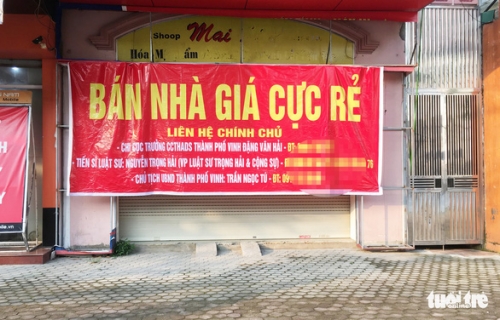 Shoop Mai
Hóa M
ẩm
BÁN NHÀ GIÁ CỰC RẺ
LIÊN HỆ CHÍNH CHỦ
- CHI CỤC TRƯỞNG CCTHADS THÀNH PHỐ VINH ĐẶNG VĂN HẢI - ĐT:
- TIẾN SĨ LUẬT SƯ: NGUYỄN TRỌNG HẢI (VP LUẬT SƯ TRỌNG HẢI & CỘNG SỰ) - 79
CHỦ TỊCH UBND THÀNH PHỐ VINH: TRẦN NGỌC TÚ - ĐT: 09
tuổi trẻ